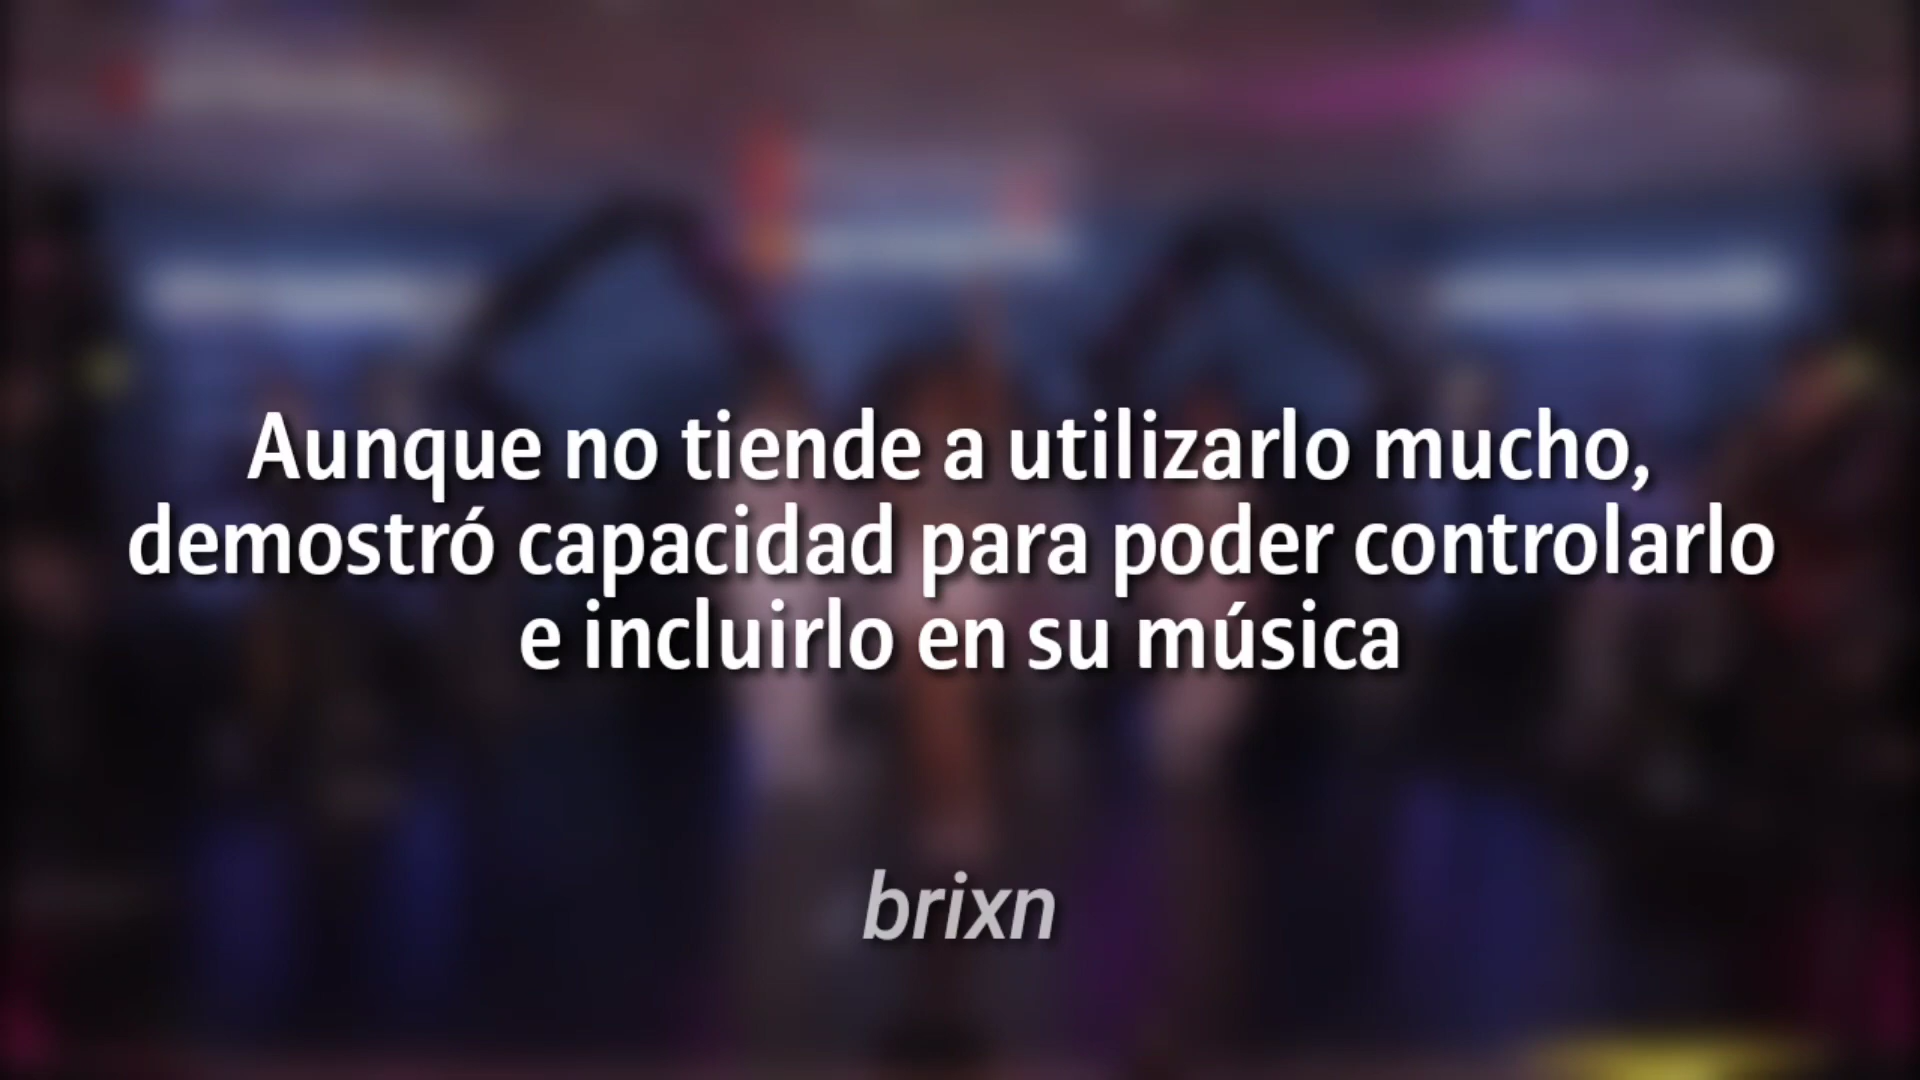 Aunque no tiende a utilizarlo mucho,
demostró capacidad para poder controlarlo
e incluirlo en su música
brixn